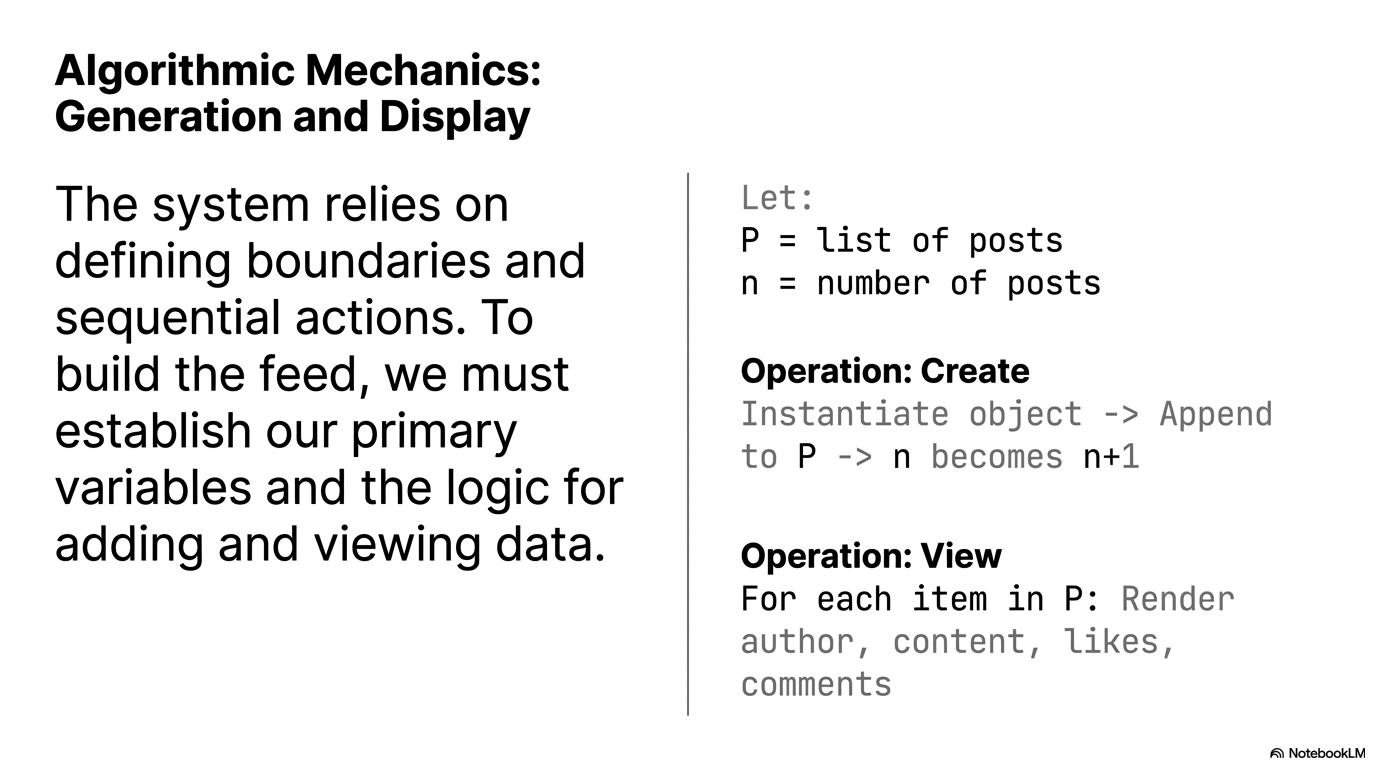 Algorithmic Mechanics:
Generation and Display
The system relies on
defining boundaries and
sequential actions. To
build the feed, we must
establish our primary
variables and the logic for
adding and viewing data.
Let:
P = list of posts
n = number of posts
Operation: Create
Instantiate object -> Append
to P -> n becomes n+1
Operation: View
For each item in P: Render
author, content, likes,
comments
NotebookLM